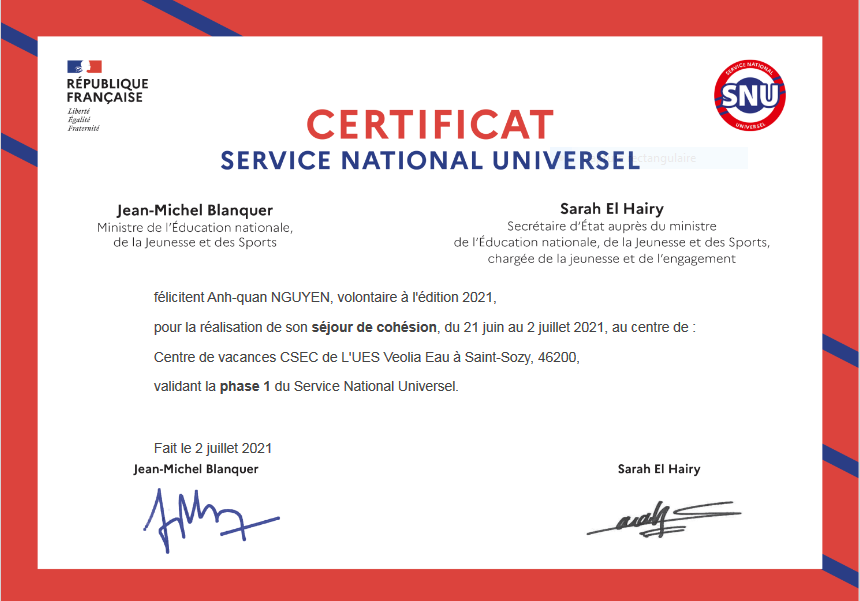 RÉPUBLIQUE
FRANÇAISE
Liberté
Égalité
Fraternité
SERVICE NATIONAL
SNU
UNIVERSEL
CERTIFICAT
SERVICE NATIONAL UNIVERSEL
Jean-Michel Blanquer
Ministre de l'Éducation nationale,
de la Jeunesse et des Sports
Sarah El Hairy
Secrétaire d'État auprès du ministre
de l'Éducation nationale, de la Jeunesse et des Sports,
chargée de la jeunesse et de l'engagement
félicitent Anh-quan NGUYEN, volontaire à l'édition 2021,
pour la réalisation de son séjour de cohésion, du 21 juin au 2 juillet 2021, au centre de :
Centre de vacances CSEC de L'UES Veolia Eau à Saint-Sozy, 46200,
validant la phase 1 du Service National Universel.
Fait le 2 juillet 2021
Jean-Michel Blanquer
Sarah El Hairy